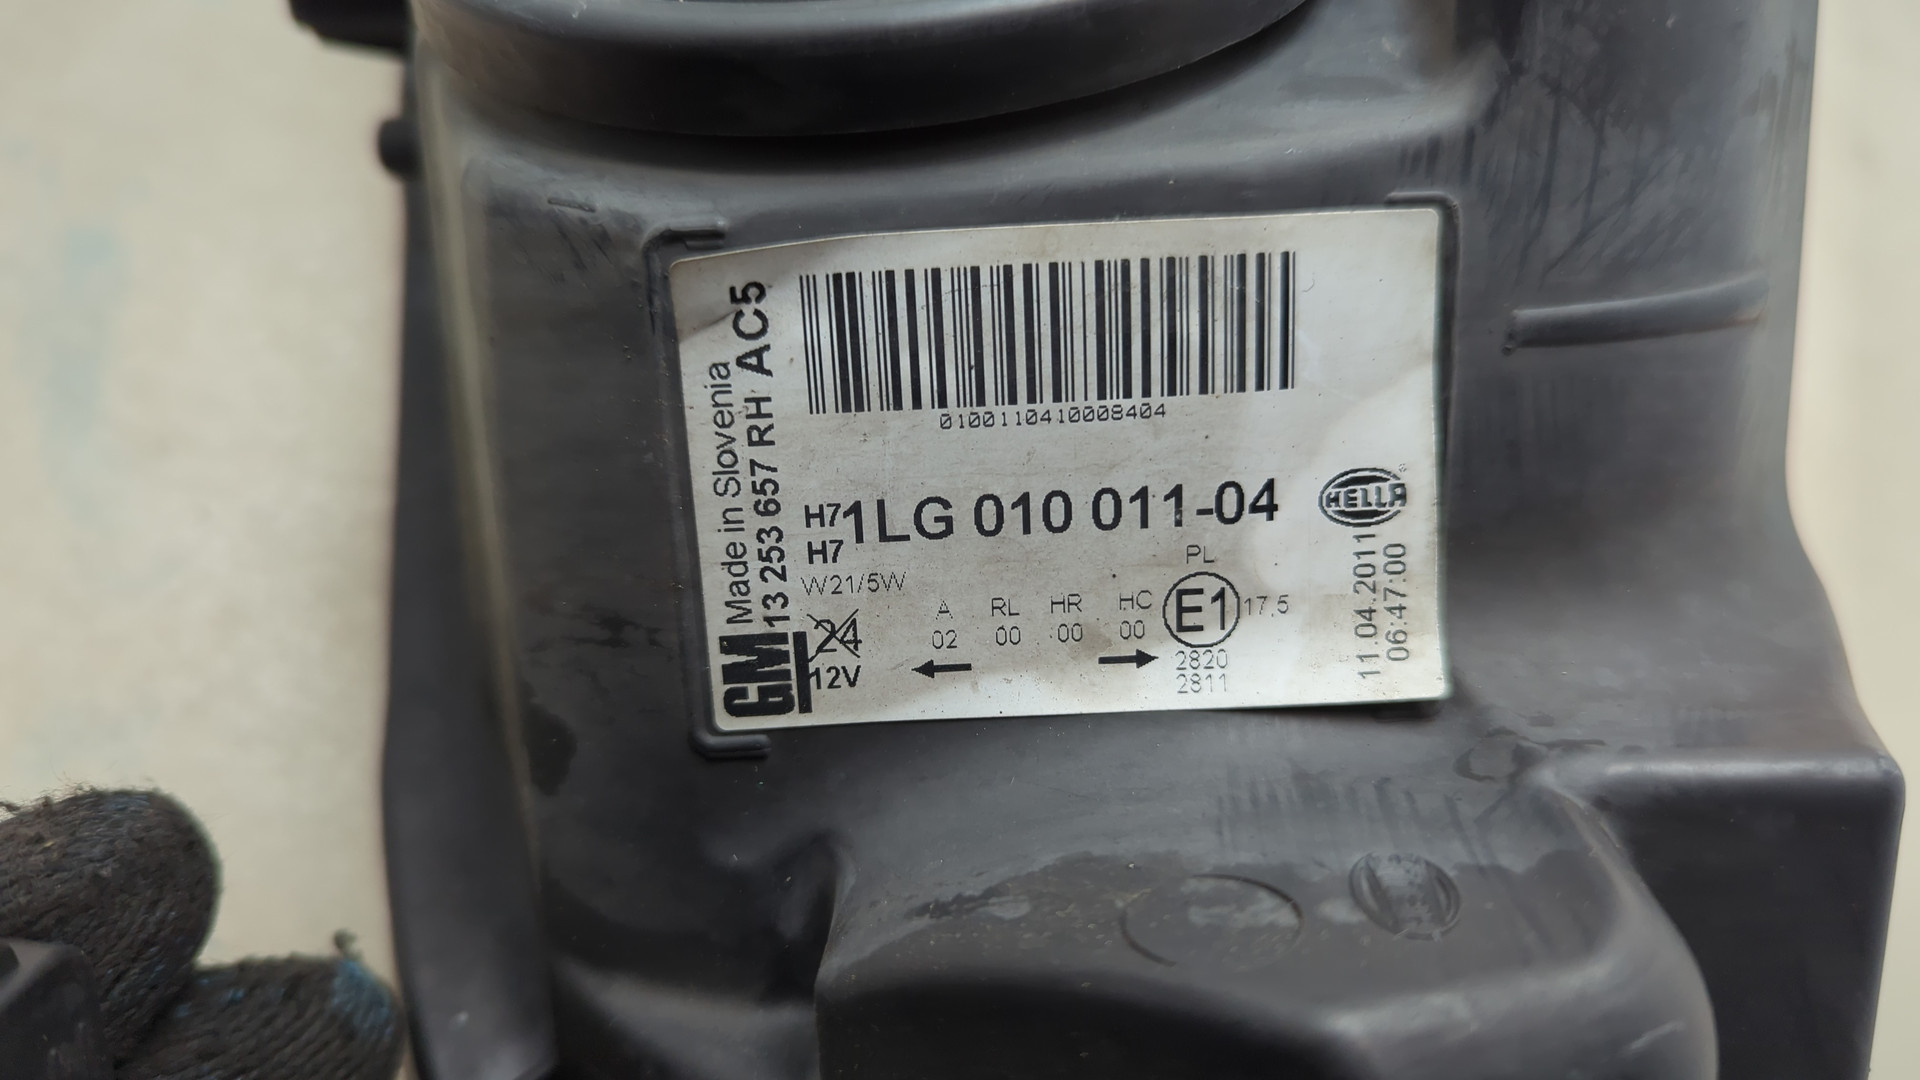 Made in Slovenia
13 253 657 RH AC5
GM
0100110410008404
H7 1LG 010 011-04
H7
W21/5W
24
12V
A RL HR HC
02 00 00 00
PL
E1 17,5
2820
2811
HELLA
11.04.2011
06:47:00